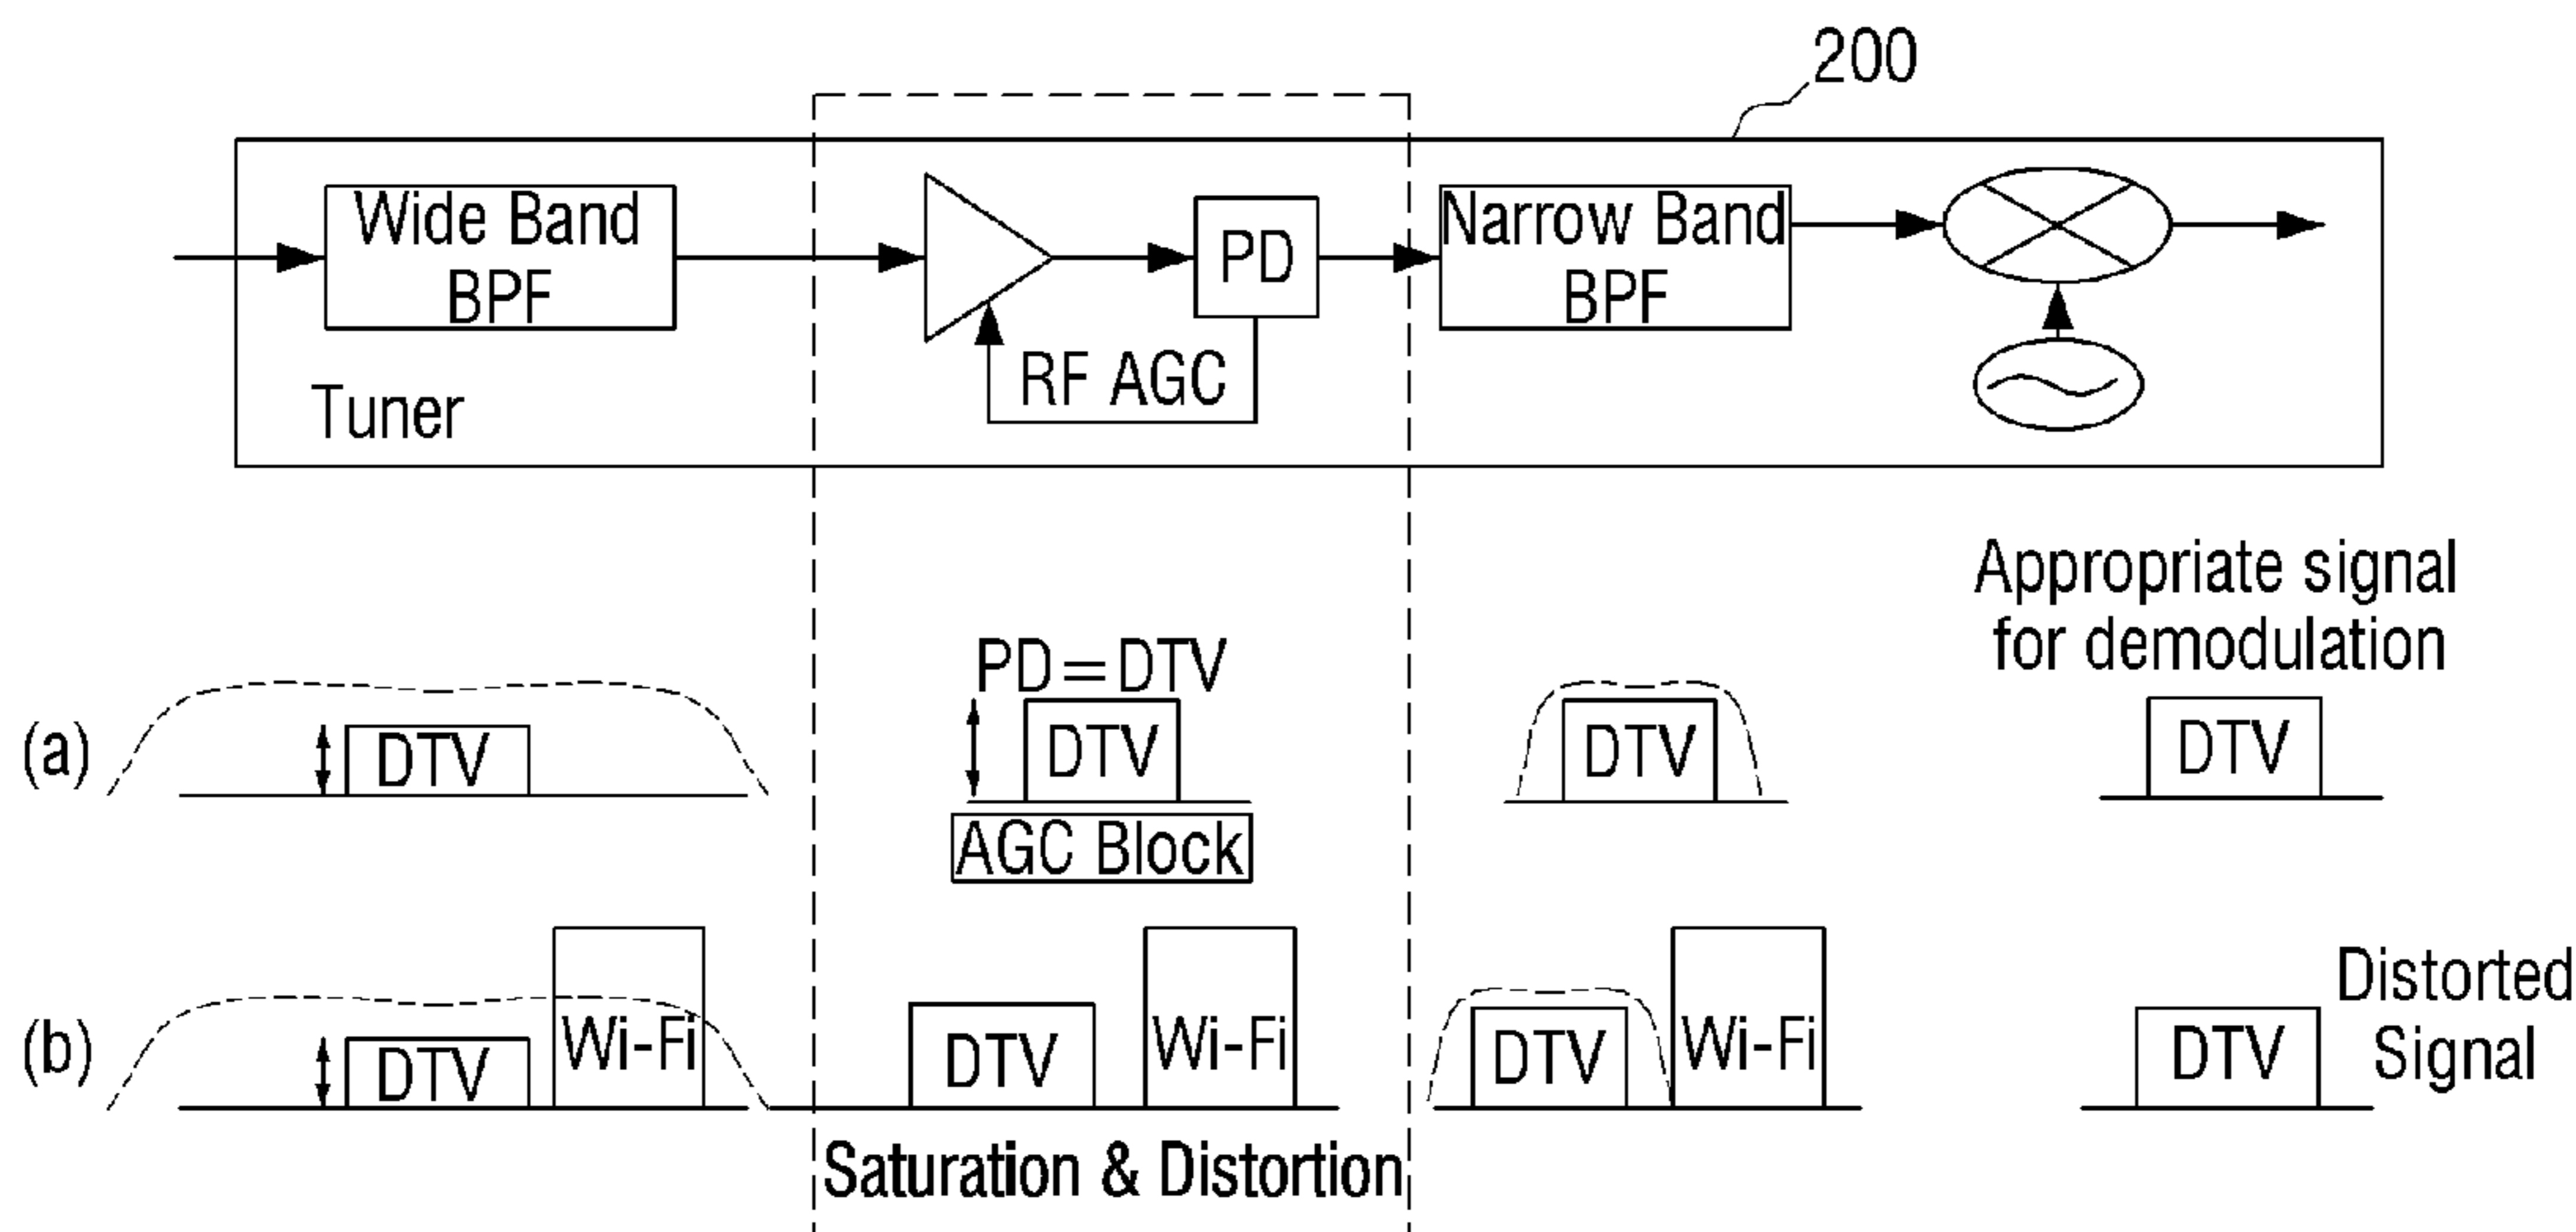 200
Wide Band
BPF
PD
Narrow Band
BPF
RF AGC
Tuner
Appropriate signal
for demodulation
PD=DTV
(a)
DTV
DTV
DTV
DTV
AGC Block
(b)
DTV
Wi-Fi
DTV
Wi-Fi
DTV
Wi-Fi
DTV
Distorted
Signal
Saturation & Distortion